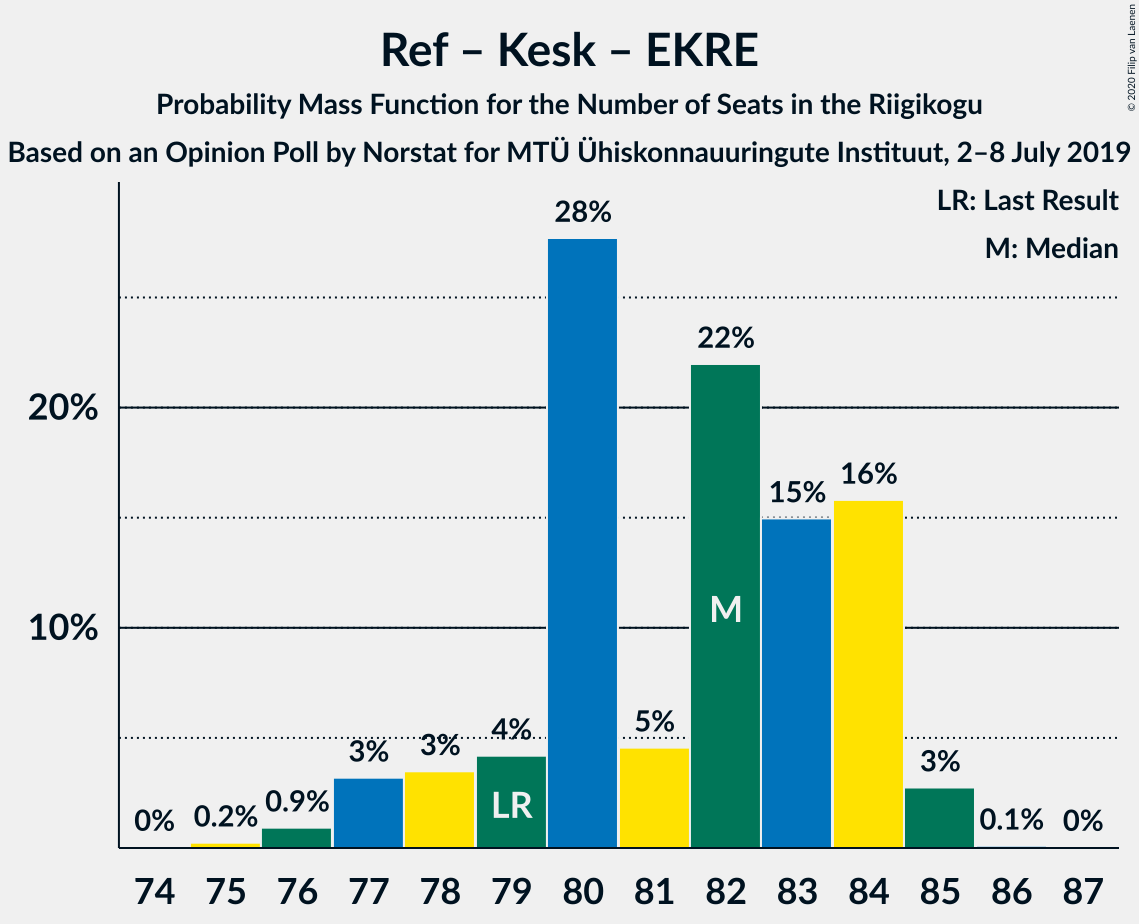 Ref – Kesk – EKRE
Probability Mass Function for the Number of Seats in the Riigikogu
Based on an Opinion Poll by Norstat for MTÜ Ühiskonnauuringute Instituut, 2–8 July 2019
© 2020 Filip van Laenen
LR: Last Result
M: Median
28%
22%
20%
16%
15%
10%
M
5%
4%
3%
3%
3%
LR
0.9%
0.2%
0%
0.1%
0%
74 75 76 77 78 79 80 81 82 83 84 85 86 87